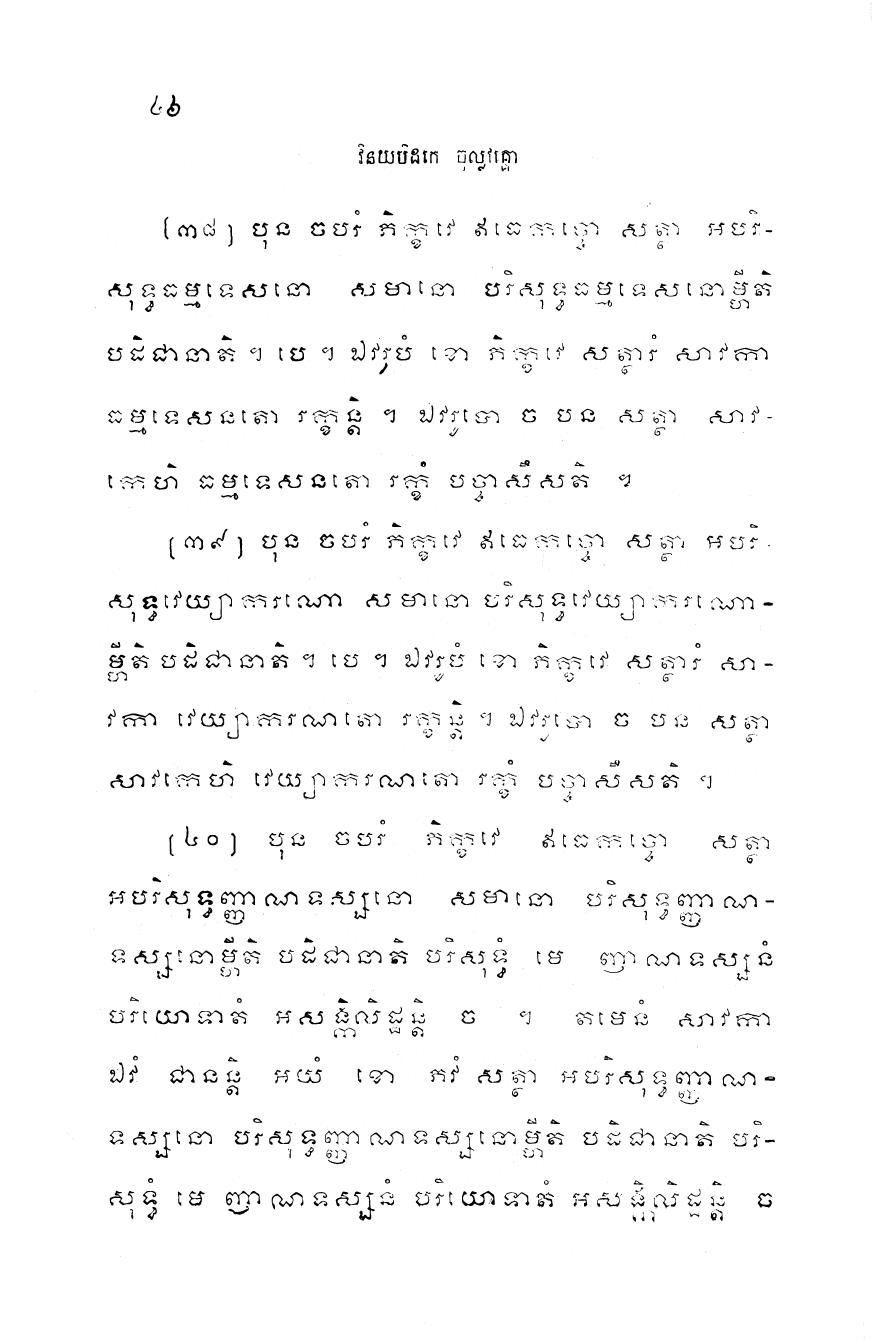 ៤៦
វិនយបិដកេ ចុល្លវគ្គោ
[៣៨] បុន ចបរំ ភិក្ខវេ ឥធេកច្ចោ សត្ថា អបរិ-
សុទ្ធធម្មទេសនោ សមានោ បរិសុទ្ធធម្មទេសនោម្ហីតិ
បដិជានាតិ ។ បេ ។ ឯវរូបំ ខោ ភិក្ខវេ សត្ថារំ សាវកា
ធម្មទេសនតោ រក្ខន្តិ ។ ឯវរូបោ ច បន សត្ថា សាវ-
កេហិ ធម្មទេសនតោ រក្ខំ បច្ចាសឹសតិ ។
[៣៩] បុន ចបរំ ភិក្ខវេ ឥធេកច្ចោ សត្ថា អបរិ-
សុទ្ធវេយ្យាករណោ សមានោ បរិសុទ្ធវេយ្យាករណោ-
ម្ហីតិ បដិជានាតិ ។ បេ ។ ឯវរូបំ ខោ ភិក្ខវេ សត្ថារំ សា-
វកា វេយ្យាករណតោ រក្ខន្តិ ។ ឯវរូបោ ច បន សត្ថា
សាវកេហិ វេយ្យាករណតោ រក្ខំ បច្ចាសឹសតិ ។
[៤០] បុន ចបរំ ភិក្ខវេ ឥធេកច្ចោ សត្ថា
អបរិសុទ្ធញ្ញាណទស្សនោ សមានោ បរិសុទ្ធញ្ញាណ-
ទស្សនោម្ហីតិ បដិជានាតិ បរិសុទ្ធំ មេ ញាណទស្សនំ
បរិយោទាតំ អសង្កិលិដ្ឋន្តិ ច ។ តមេនំ សាវកា
ឯវំ ជានន្តិ អយំ ខោ ភវំ សត្ថា អបរិសុទ្ធញ្ញាណ-
ទស្សនោ បរិសុទ្ធញ្ញាណទស្សនោម្ហីតិ បដិជានាតិ បរិ-
សុទ្ធំ មេ ញាណទស្សនំ បរិយោទាតំ អសង្កិលិដ្ឋន្តិ ច